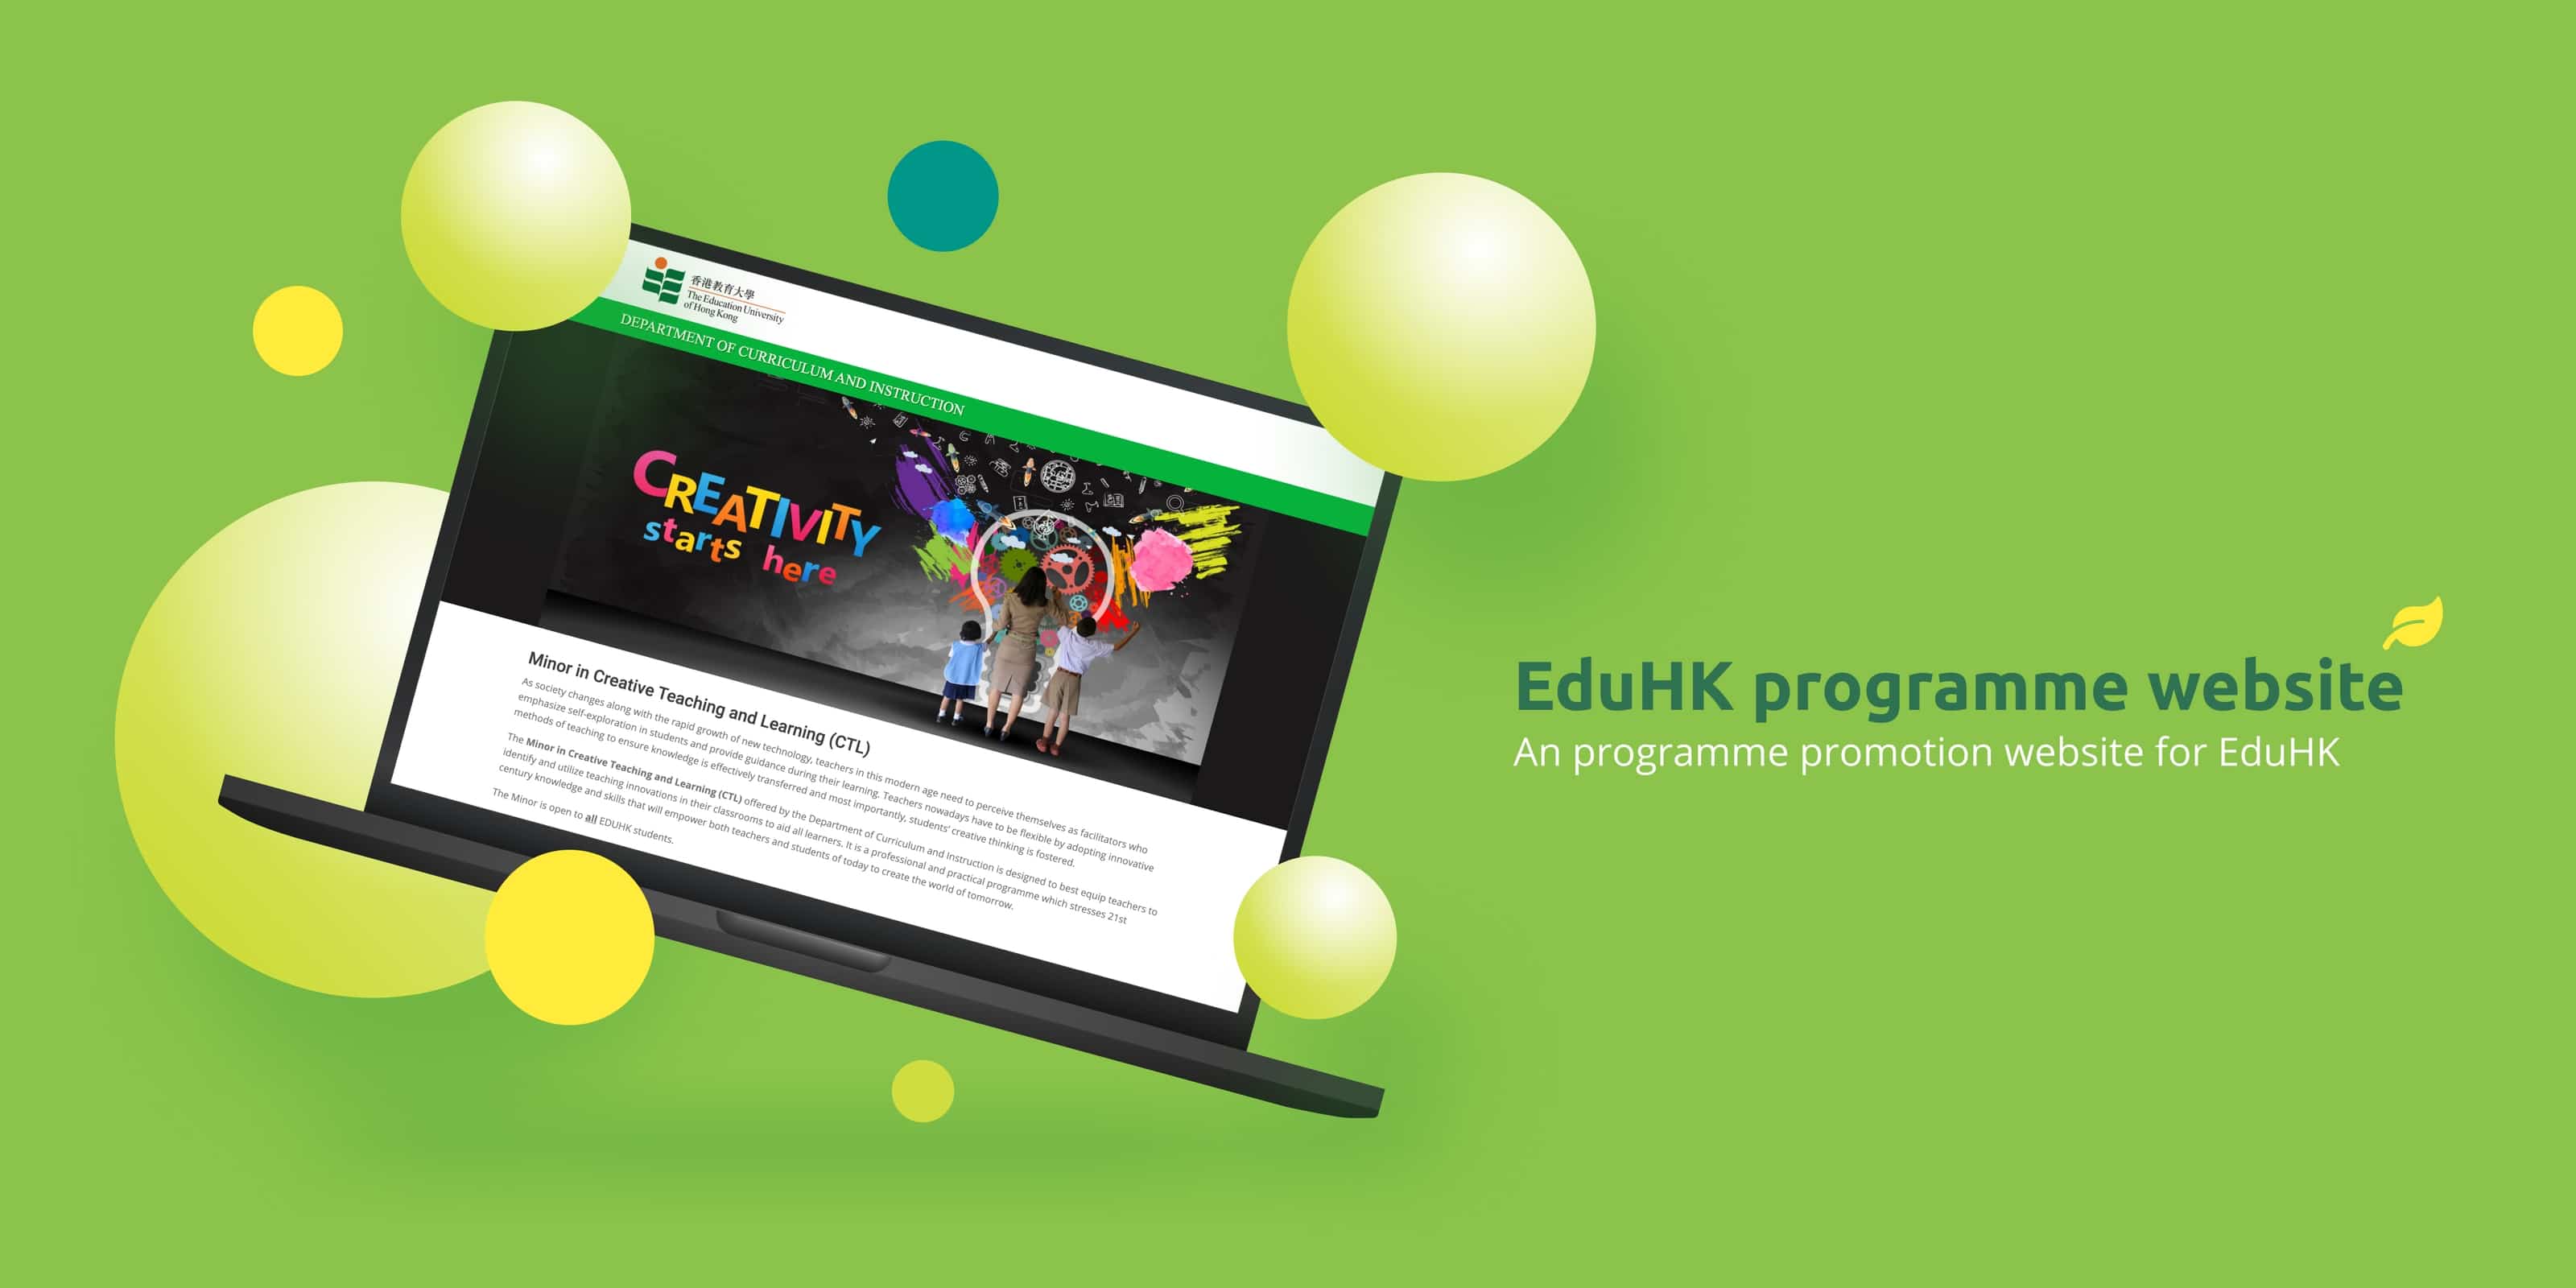 香港教育大學
The Education University
of Hong Kong
DEPARTMENT OF CURRICULUM AND INSTRUCTION
CREATIVITY
starts here
Minor in Creative Teaching and Learning (CTL)
As society changes along with the rapid growth of new technology, teachers in this modern age need to perceive themselves as facilitators who
emphasize self-exploration in students and provide guidance during their learning. Teachers nowadays have to be flexible by adopting innovative
methods of teaching to ensure knowledge is effectively transferred and most importantly, students' creative thinking is fostered.
The Minor in Creative Teaching and Learning (CTL) offered by the Department of Curriculum and Instruction is designed to best equip teachers to
identify and utilize teaching innovations in their classrooms to aid all learners. It is a professional and practical programme which stresses 21st
century knowledge and skills that will empower both teachers and students of today to create the world of tomorrow.
The Minor is open to all EDUHK students.
EduHK programme website
An programme promotion website for EduHK